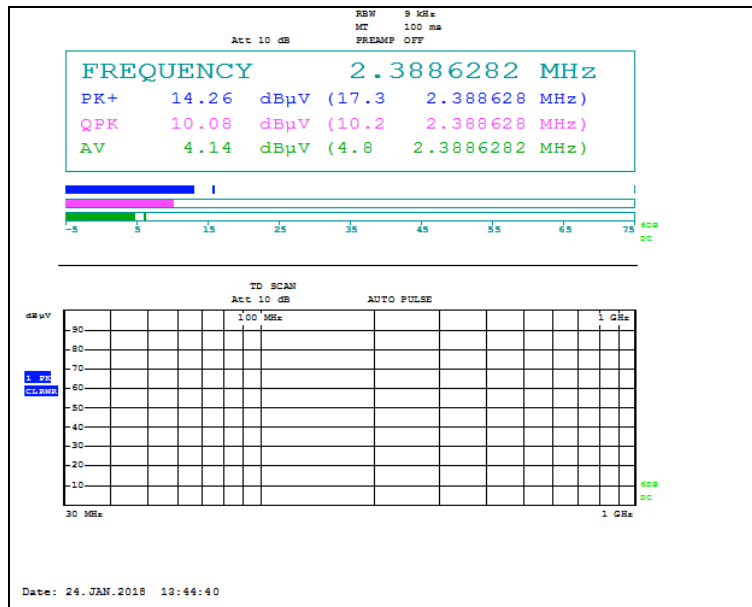 RBW 9 kHz
MT 100 ms
Att 10 dB PREAMP OFF
FREQUENCY 2.3886282 MHz
PK+ 14.26 dBµV (17.3 2.388628 MHz)
QPK 10.08 dBµV (10.2 2.388628 MHz)
AV 4.14 dBµV (4.8 2.3886282 MHz)
-5 5 15 25 35 45 55 65 75
6DB
DC
TD SCAN
Att 10 dB AUTO PULSE
dBµV
100 MHz 1 GHz
90
80
70
1 PK
60
CLRWR
50
40
30
20
10
6DB
DC
30 MHz 1 GHz
Date: 24.JAN.2018 13:44:40